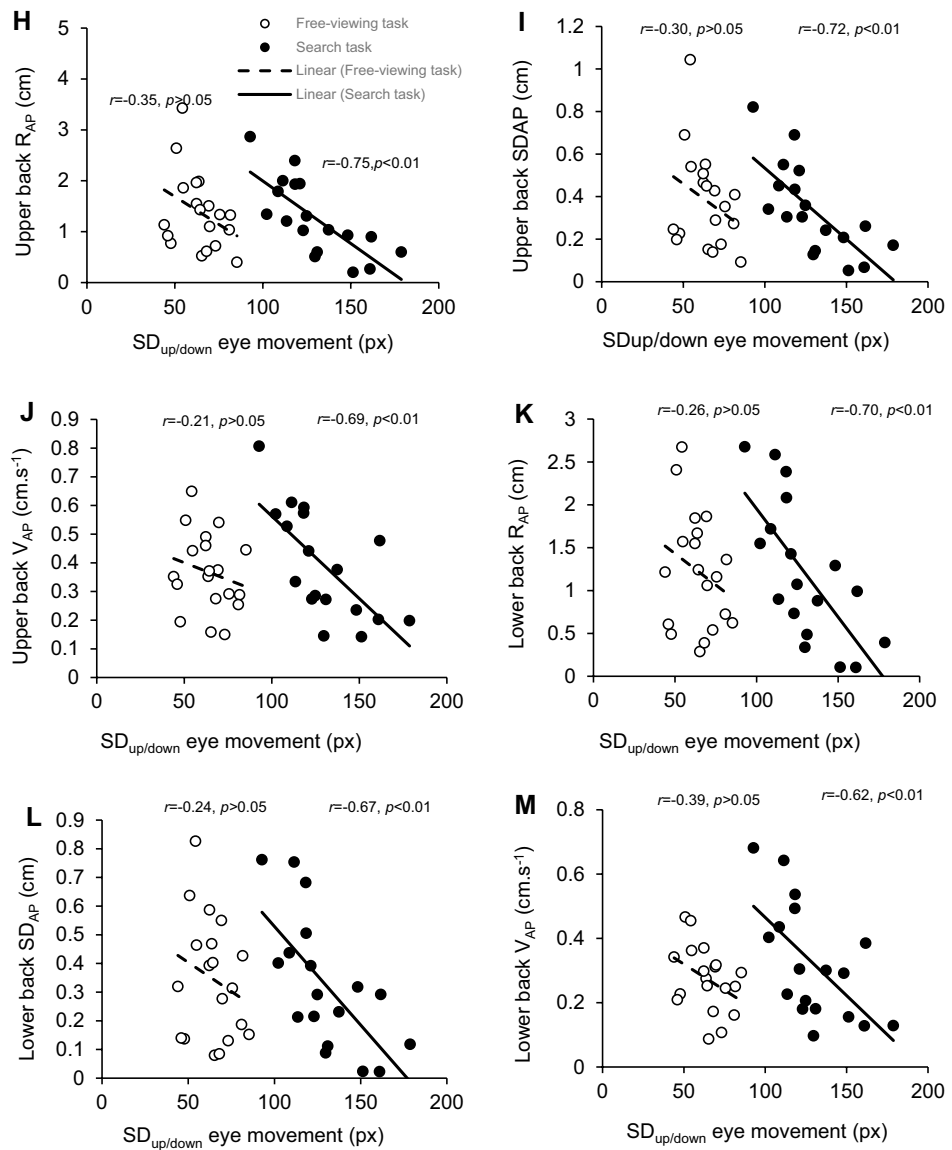 H
Free-viewing task
Search task
Linear (Free-viewing task)
Linear (Search task)
r=-0.35, p>0.05
r=-0.75,p<0.01
5
4
3
2
1
0
0 50 100 150 200
Upper back RAP (cm)
SDup/down eye movement (px)
I
r=-0.30, p>0.05
r=-0.72, p<0.01
1.2
1
0.8
0.6
0.4
0.2
0
0 50 100 150 200
Upper back SDAP (cm)
SDup/down eye movement (px)
J
r=-0.21, p>0.05
r=-0.69, p<0.01
0.9
0.8
0.7
0.6
0.5
0.4
0.3
0.2
0.1
0
0 50 100 150 200
Upper back VAP (cm.s-1)
SDup/down eye movement (px)
K
r=-0.26, p>0.05
r=-0.70, p<0.01
3
2.5
2
1.5
1
0.5
0
0 50 100 150 200
Lower back RAP (cm)
SDup/down eye movement (px)
L
r=-0.24, p>0.05
r=-0.67, p<0.01
0.9
0.8
0.7
0.6
0.5
0.4
0.3
0.2
0.1
0
0 50 100 150 200
Lower back SDAP (cm)
SDup/down eye movement (px)
M
r=-0.39, p>0.05
r=-0.62, p<0.01
0.8
0.6
0.4
0.2
0
0 50 100 150 200
Lower back VAP (cm.s-1)
SDup/down eye movement (px)